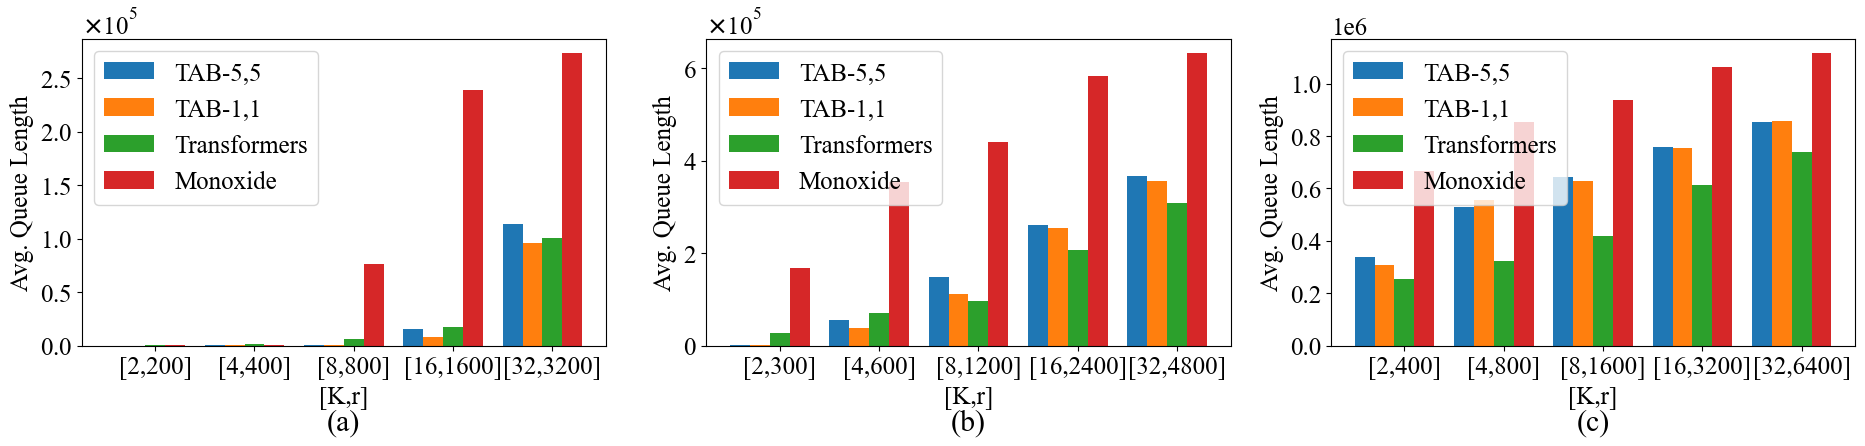 ×10⁵
Avg. Queue Length
2.5
2.0
1.5
1.0
0.5
0.0
TAB-5,5
TAB-1,1
Transformers
Monoxide
[2,200] [4,400] [8,800] [16,1600] [32,3200]
[K,r]
(a)
×10⁵
Avg. Queue Length
6
4
2
0
TAB-5,5
TAB-1,1
Transformers
Monoxide
[2,300] [4,600] [8,1200] [16,2400] [32,4800]
[K,r]
(b)
1e6
Avg. Queue Length
1.0
0.8
0.6
0.4
0.2
0.0
TAB-5,5
TAB-1,1
Transformers
Monoxide
[2,400] [4,800] [8,1600] [16,3200] [32,6400]
[K,r]
(c)